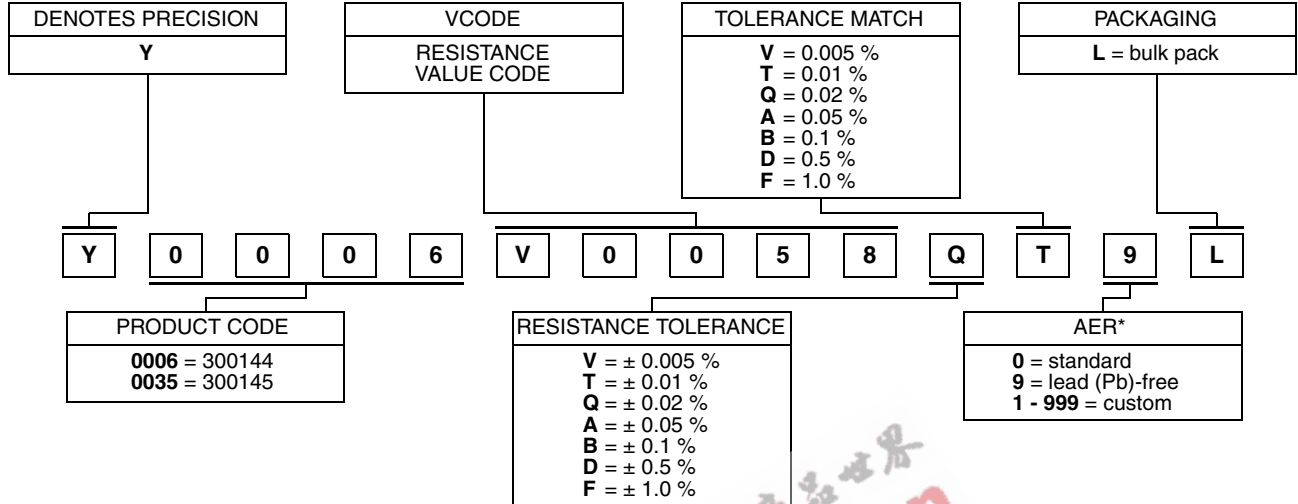 DENOTES PRECISION
Y
VCODE
RESISTANCE
VALUE CODE
TOLERANCE MATCH
V = 0.005 %
T = 0.01 %
Q = 0.02 %
A = 0.05 %
B = 0.1 %
D = 0.5 %
F = 1.0 %
PACKAGING
L = bulk pack
Y 0 0 0 6 V 0 0 5 8 Q T 9 L
PRODUCT CODE
0006 = 300144
0035 = 300145
RESISTANCE TOLERANCE
V = ± 0.005 %
T = ± 0.01 %
Q = ± 0.02 %
A = ± 0.05 %
B = ± 0.1 %
D = ± 0.5 %
F = ± 1.0 %
AER*
0 = standard
9 = lead (Pb)-free
1 - 999 = custom